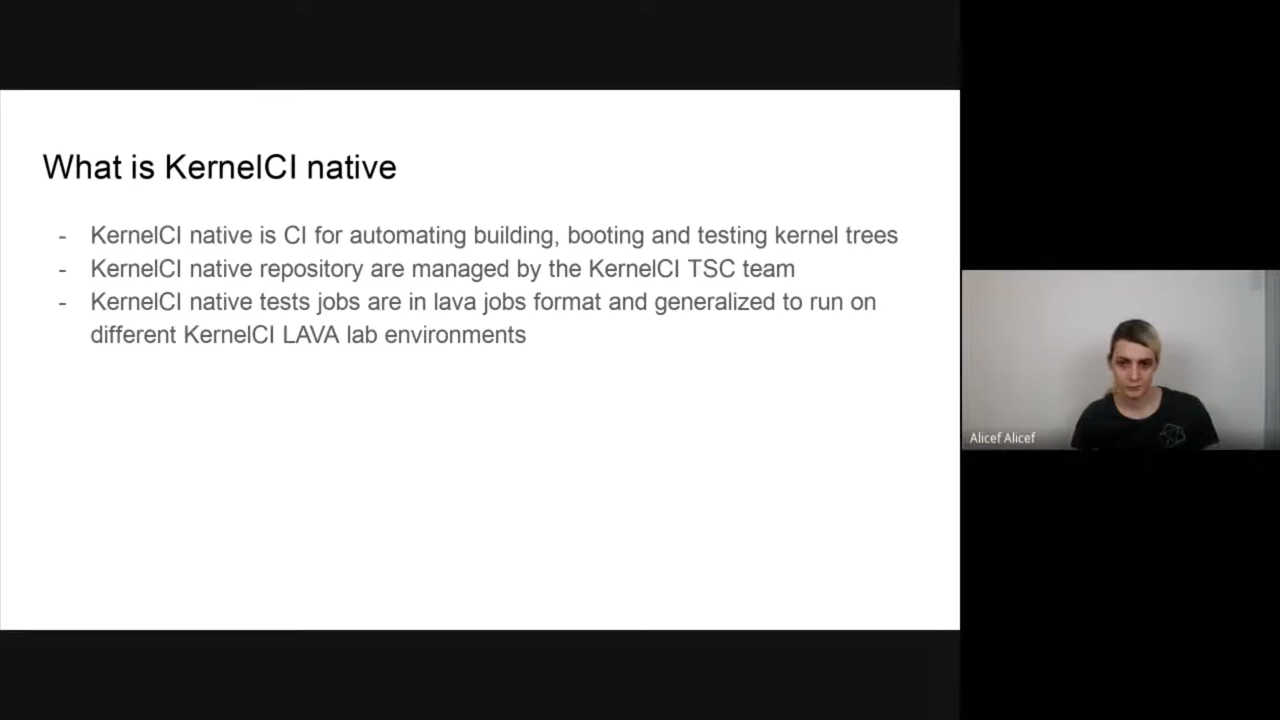 What is KernelCI native
- KernelCI native is CI for automating building, booting and testing kernel trees
- KernelCI native repository are managed by the KernelCI TSC team
- KernelCI native tests jobs are in lava jobs format and generalized to run on
different KernelCI LAVA lab environments
Alicef Alicef